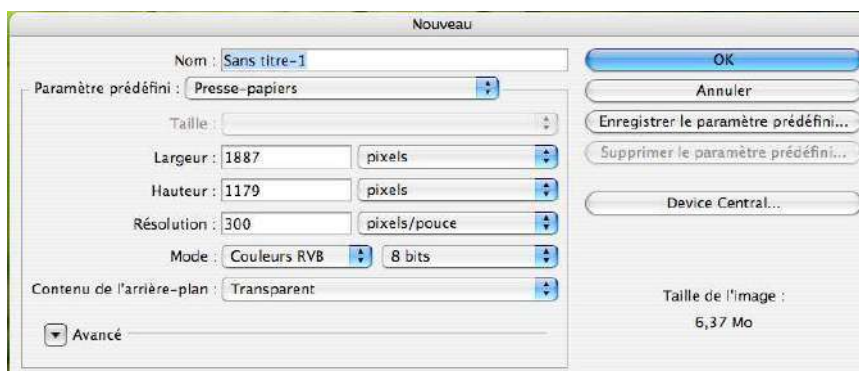 Nouveau
Nom : Sans titre-1
OK
Paramètre prédéfini : Presse-papiers
Annuler
Taille :
Enregistrer le paramètre prédéfini...
Largeur : 1887 pixels
Supprimer le paramètre prédéfini...
Hauteur : 1179 pixels
Device Central...
Résolution : 300 pixels/pouce
Mode : Couleurs RVB 8 bits
Contenu de l'arrière-plan : Transparent
Taille de l'image :
6,37 Mo
Avancé